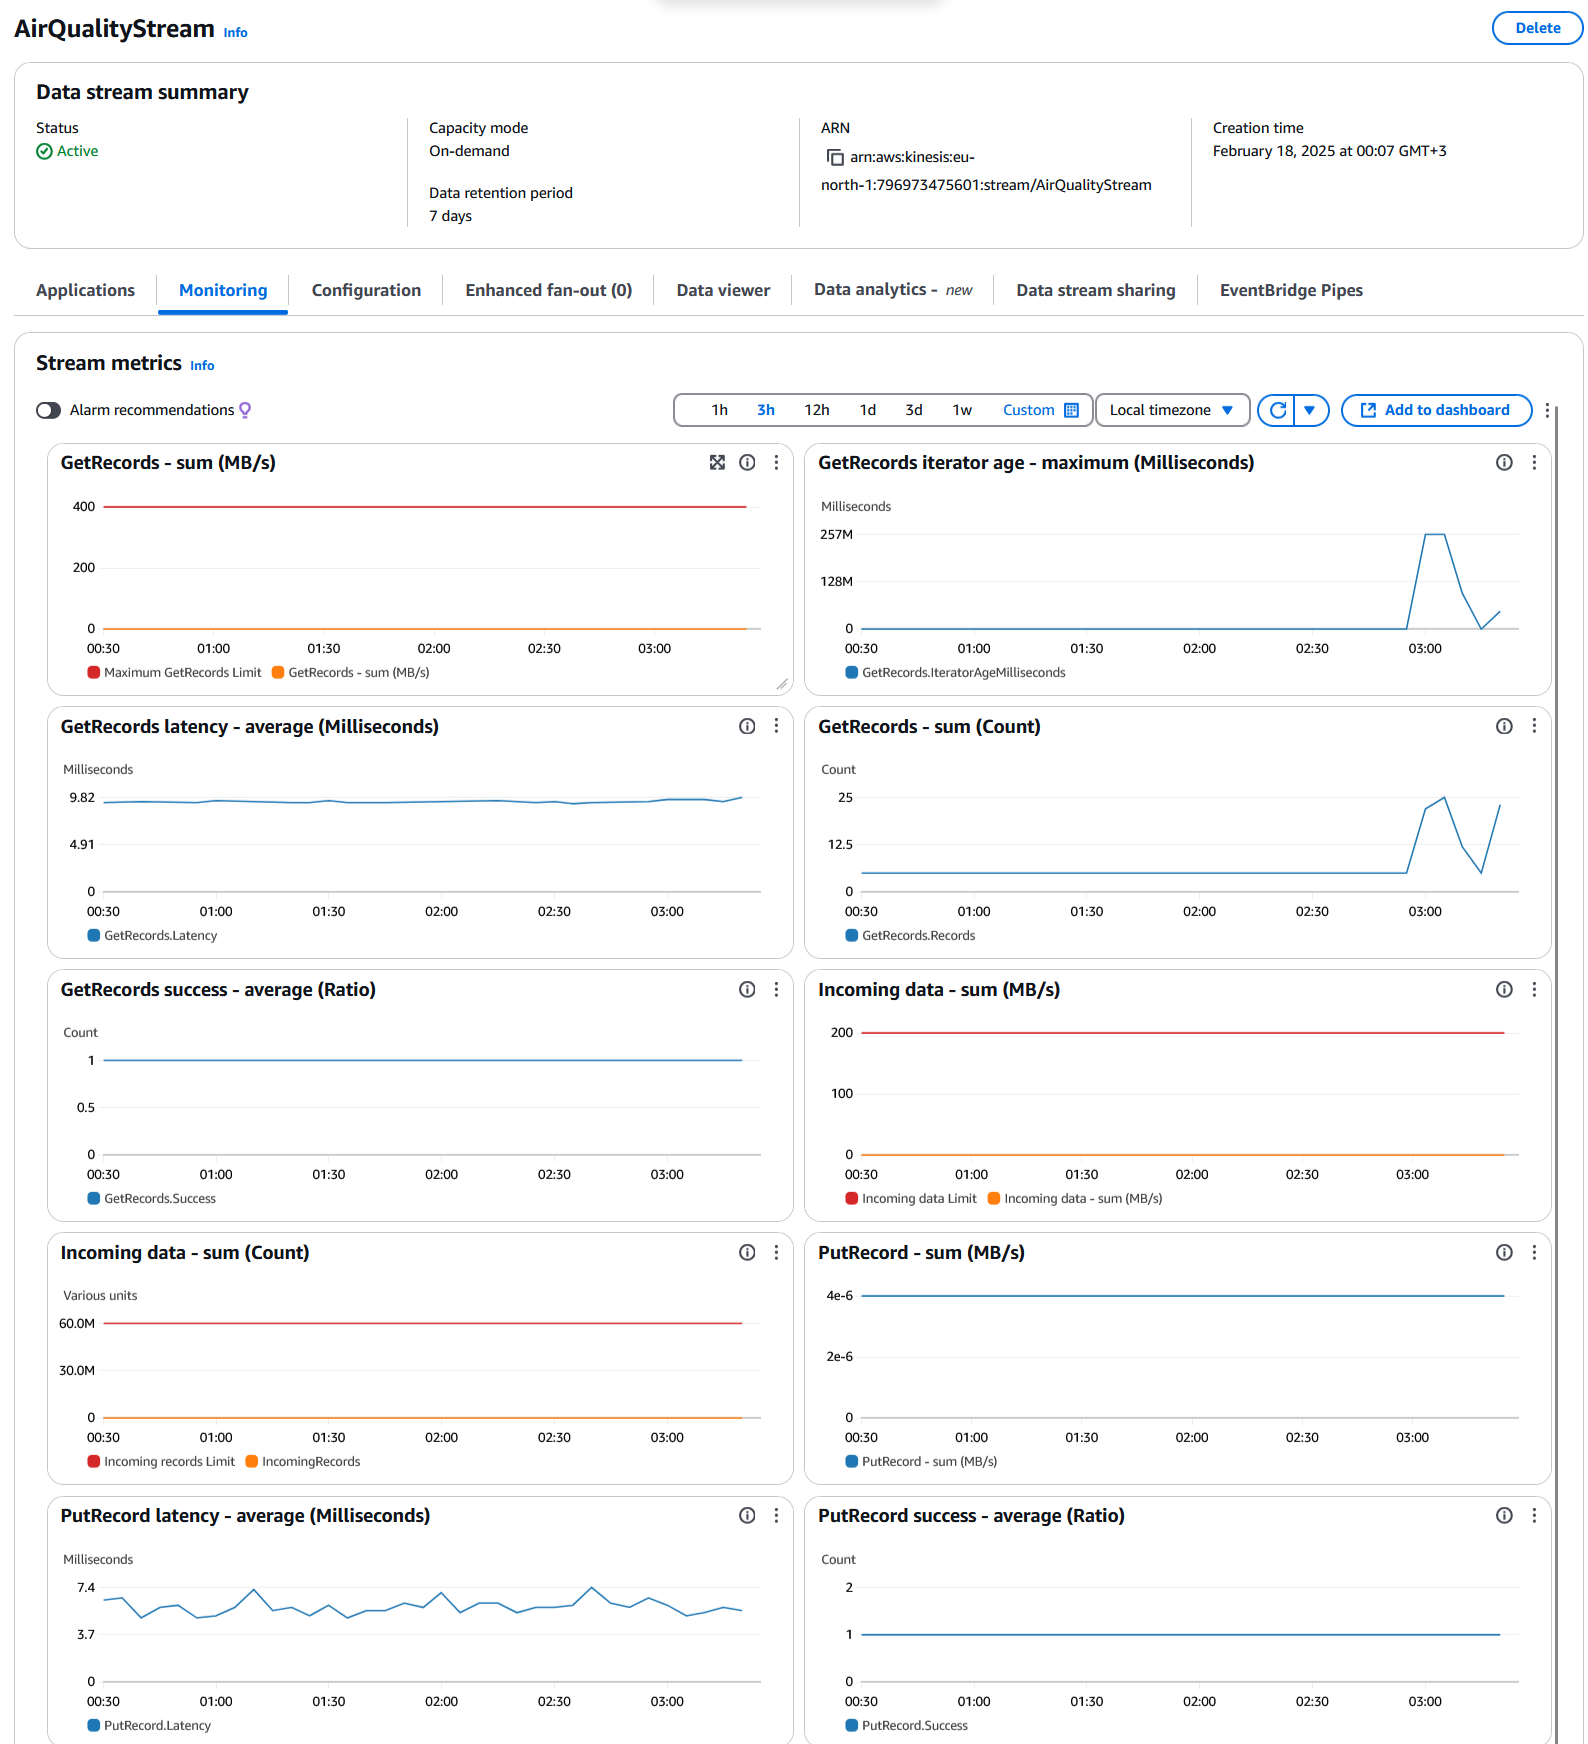 AirQualityStream Info
Delete
Data stream summary
Status
Active
Capacity mode
On-demand
Data retention period
7 days
ARN
arn:aws:kinesis:eu-
north-1:796973475601:stream/AirQualityStream
Creation time
February 18, 2025 at 00:07 GMT+3
Applications
Monitoring
Configuration
Enhanced fan-out (0)
Data viewer
Data analytics - new
Data stream sharing
EventBridge Pipes
Stream metrics Info
Alarm recommendations
1h 3h 12h 1d 3d 1w Custom
Local timezone
Add to dashboard
GetRecords - sum (MB/s)
400
200
0
00:30 01:00 01:30 02:00 02:30 03:00
Maximum GetRecords Limit GetRecords - sum (MB/s)
GetRecords iterator age - maximum (Milliseconds)
Milliseconds
257M
128M
0
00:30 01:00 01:30 02:00 02:30 03:00
GetRecords.IteratorAgeMilliseconds
GetRecords latency - average (Milliseconds)
Milliseconds
9.82
4.91
0
00:30 01:00 01:30 02:00 02:30 03:00
GetRecords.Latency
GetRecords - sum (Count)
Count
25
12.5
0
00:30 01:00 01:30 02:00 02:30 03:00
GetRecords.Records
GetRecords success - average (Ratio)
Count
1
0.5
0
00:30 01:00 01:30 02:00 02:30 03:00
GetRecords.Success
Incoming data - sum (MB/s)
200
100
0
00:30 01:00 01:30 02:00 02:30 03:00
Incoming data Limit Incoming data - sum (MB/s)
Incoming data - sum (Count)
Various units
60.0M
30.0M
0
00:30 01:00 01:30 02:00 02:30 03:00
Incoming records Limit IncomingRecords
PutRecord - sum (MB/s)
4e-6
2e-6
0
00:30 01:00 01:30 02:00 02:30 03:00
PutRecord - sum (MB/s)
PutRecord latency - average (Milliseconds)
Milliseconds
7.4
3.7
0
00:30 01:00 01:30 02:00 02:30 03:00
PutRecord.Latency
PutRecord success - average (Ratio)
Count
2
1
0
00:30 01:00 01:30 02:00 02:30 03:00
PutRecord.Success